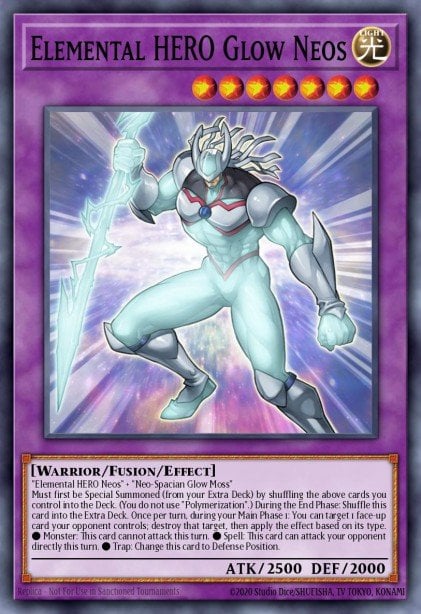 Elemental HERO Glow Neos
LIGHT
光
[Warrior/Fusion/Effect]
"Elemental HERO Neos" + "Neo-Spacian Glow Moss"
Must first be Special Summoned (from your Extra Deck) by shuffling the above cards you
control into the Deck. (You do not use "Polymerization".) During the End Phase: Shuffle this
card into the Extra Deck. Once per turn, during your Main Phase 1: You can target 1 face-up
card your opponent controls; destroy that target, then apply the effect based on its type.
● Monster: This card cannot attack this turn. ● Spell: This card can attack your opponent
directly this turn. ● Trap: Change this card to Defense Position.
ATK/2500 DEF/2000
Replica - Not For Use in Sanctioned Tournaments
©2020 Studio Dice/SHUEISHA, TV TOKYO, KONAMI